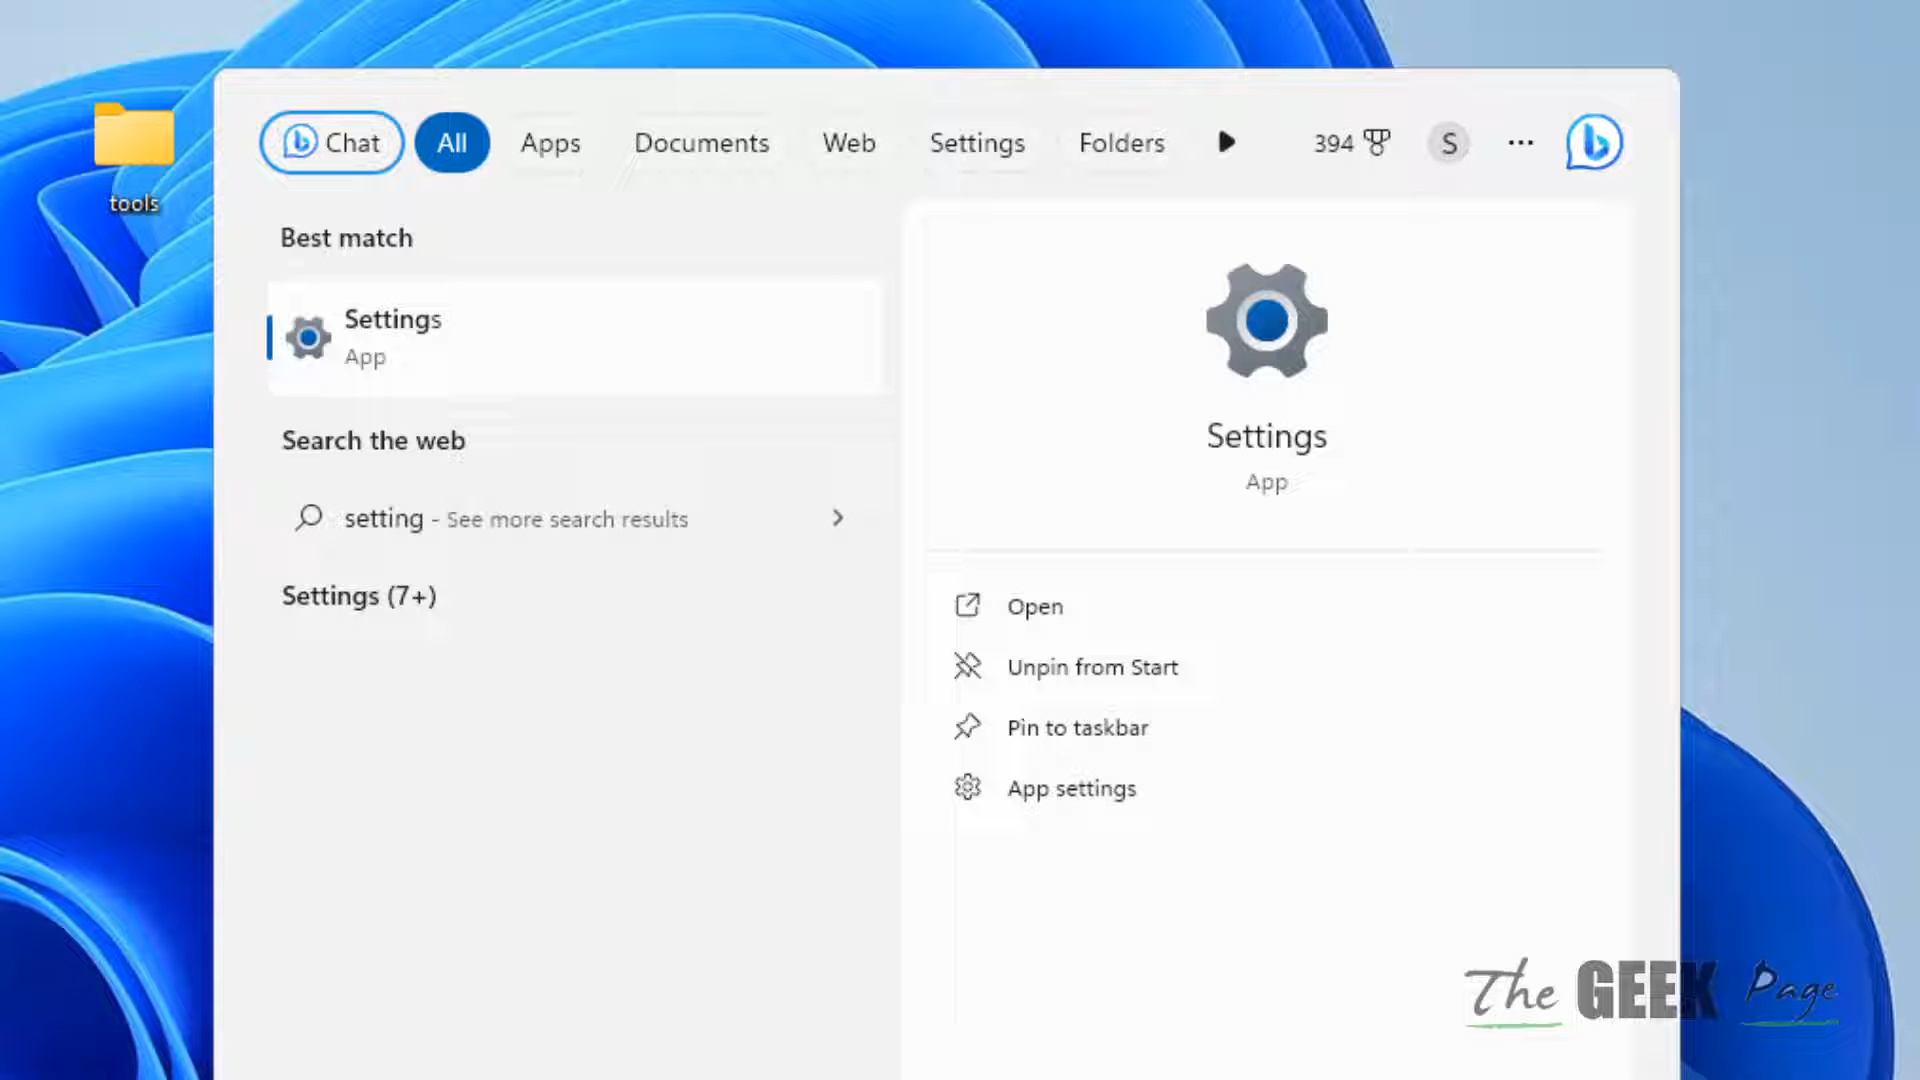 tools
Chat All Apps Documents Web Settings Folders 394 S ...
Best match
Settings
App
Search the web
setting - See more search results
Settings (7+)
Settings
App
Open
Unpin from Start
Pin to taskbar
App settings
The GEEK Page